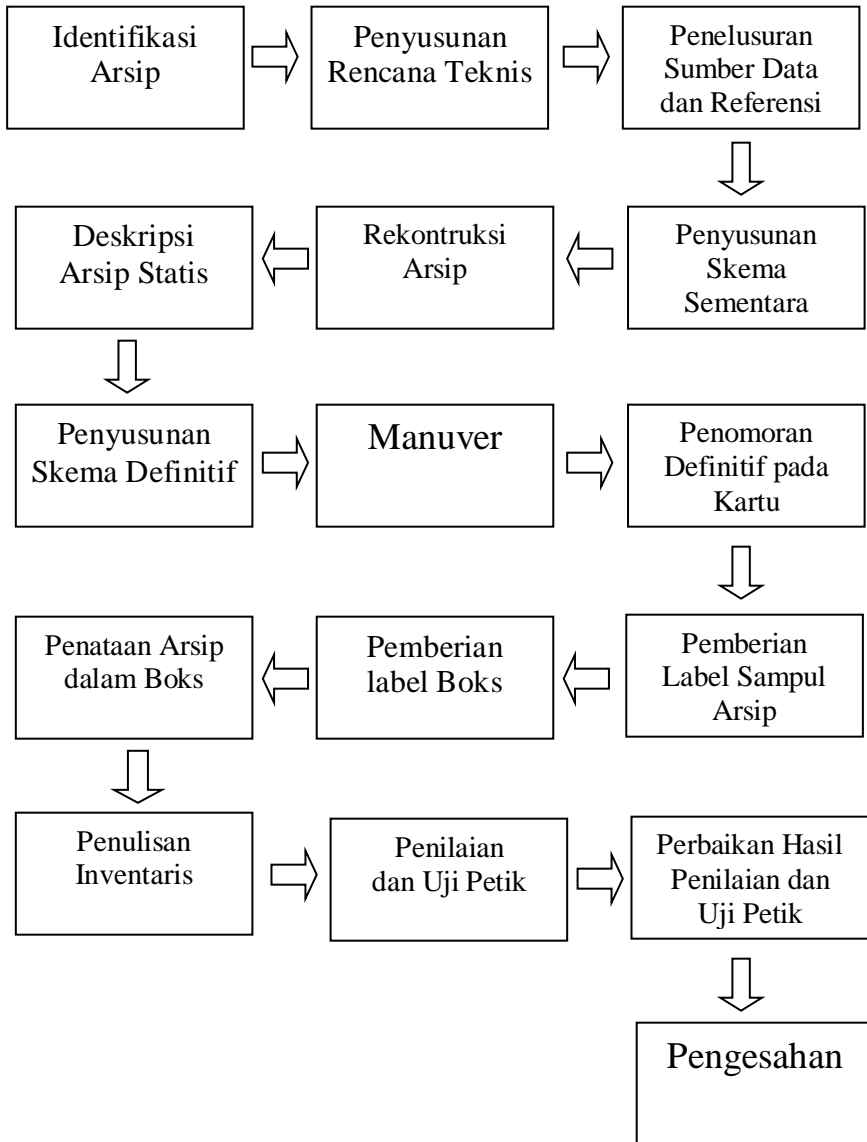 Identifikasi
Arsip
Penyusunan
Rencana Teknis
Penelusuran
Sumber Data
dan Referensi
Penyusunan
Skema
Sementara
Rekontruksi
Arsip
Deskripsi
Arsip Statis
Penyusunan
Skema Definitif
Manuver
Penomoran
Definitif pada
Kartu
Pemberian
Label Sampul
Arsip
Pemberian
label Boks
Penataan Arsip
dalam Boks
Penulisan
Inventaris
Penilaian
dan Uji Petik
Perbaikan Hasil
Penilaian dan
Uji Petik
Pengesahan